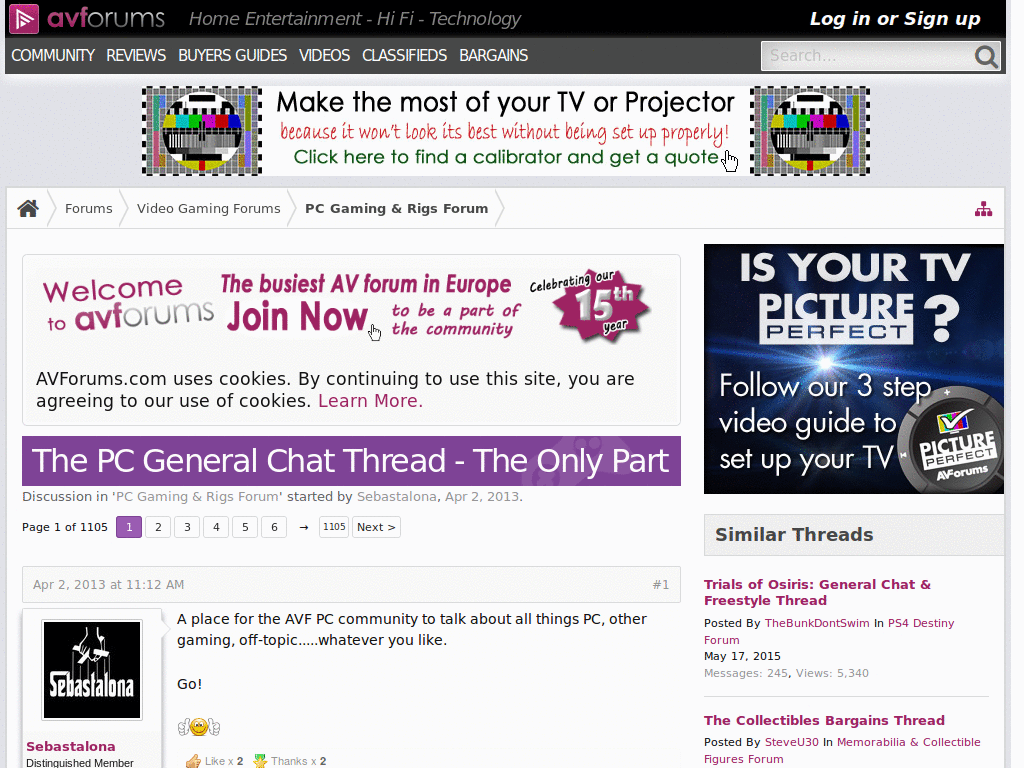 avforums Home Entertainment - Hi Fi - Technology Log in or Sign up
COMMUNITY REVIEWS BUYERS GUIDES VIDEOS CLASSIFIEDS BARGAINS Search...
Make the most of your TV or Projector
because it won't look its best without being set up properly!
Click here to find a calibrator and get a quote
Forums Video Gaming Forums PC Gaming & Rigs Forum
Welcome to avforums
The busiest AV forum in Europe
Join Now to be a part of the community
Celebrating our 15th year
AVForums.com uses cookies. By continuing to use this site, you are
agreeing to our use of cookies. Learn More.
The PC General Chat Thread - The Only Part
Discussion in 'PC Gaming & Rigs Forum' started by Sebastalona, Apr 2, 2013.
Page 1 of 1105 1 2 3 4 5 6 → 1105 Next >
Apr 2, 2013 at 11:12 AM #1
A place for the AVF PC community to talk about all things PC, other
gaming, off-topic.....whatever you like.
Go!
Like x 2 Thanks x 2
Sebastalona
Sebastalona
Distinguished Member
IS YOUR TV
PICTURE
PERFECT ?
Follow our 3 step
video guide to
set up your TV
PICTURE
PERFECT
AVForums
Similar Threads
Trials of Osiris: General Chat &
Freestyle Thread
Posted By TheBunkDontSwim In PS4 Destiny
Forum
May 17, 2015
Messages: 245, Views: 5,340
The Collectibles Bargains Thread
Posted By SteveU30 In Memorabilia & Collectible
Figures Forum